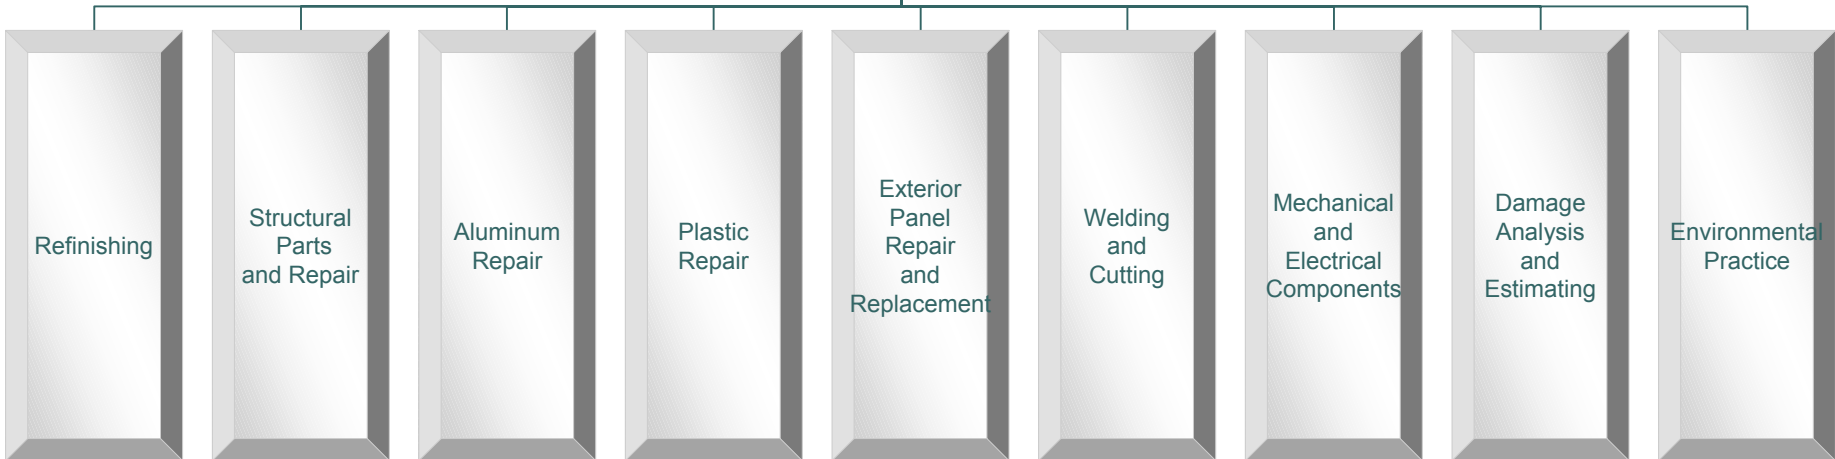 Refinishing
Structural
Parts
and Repair
Aluminum
Repair
Plastic
Repair
Exterior
Panel
Repair
and
Replacement
Welding
and
Cutting
Mechanical
and
Electrical
Components
Damage
Analysis
and
Estimating
Environmental
Practice